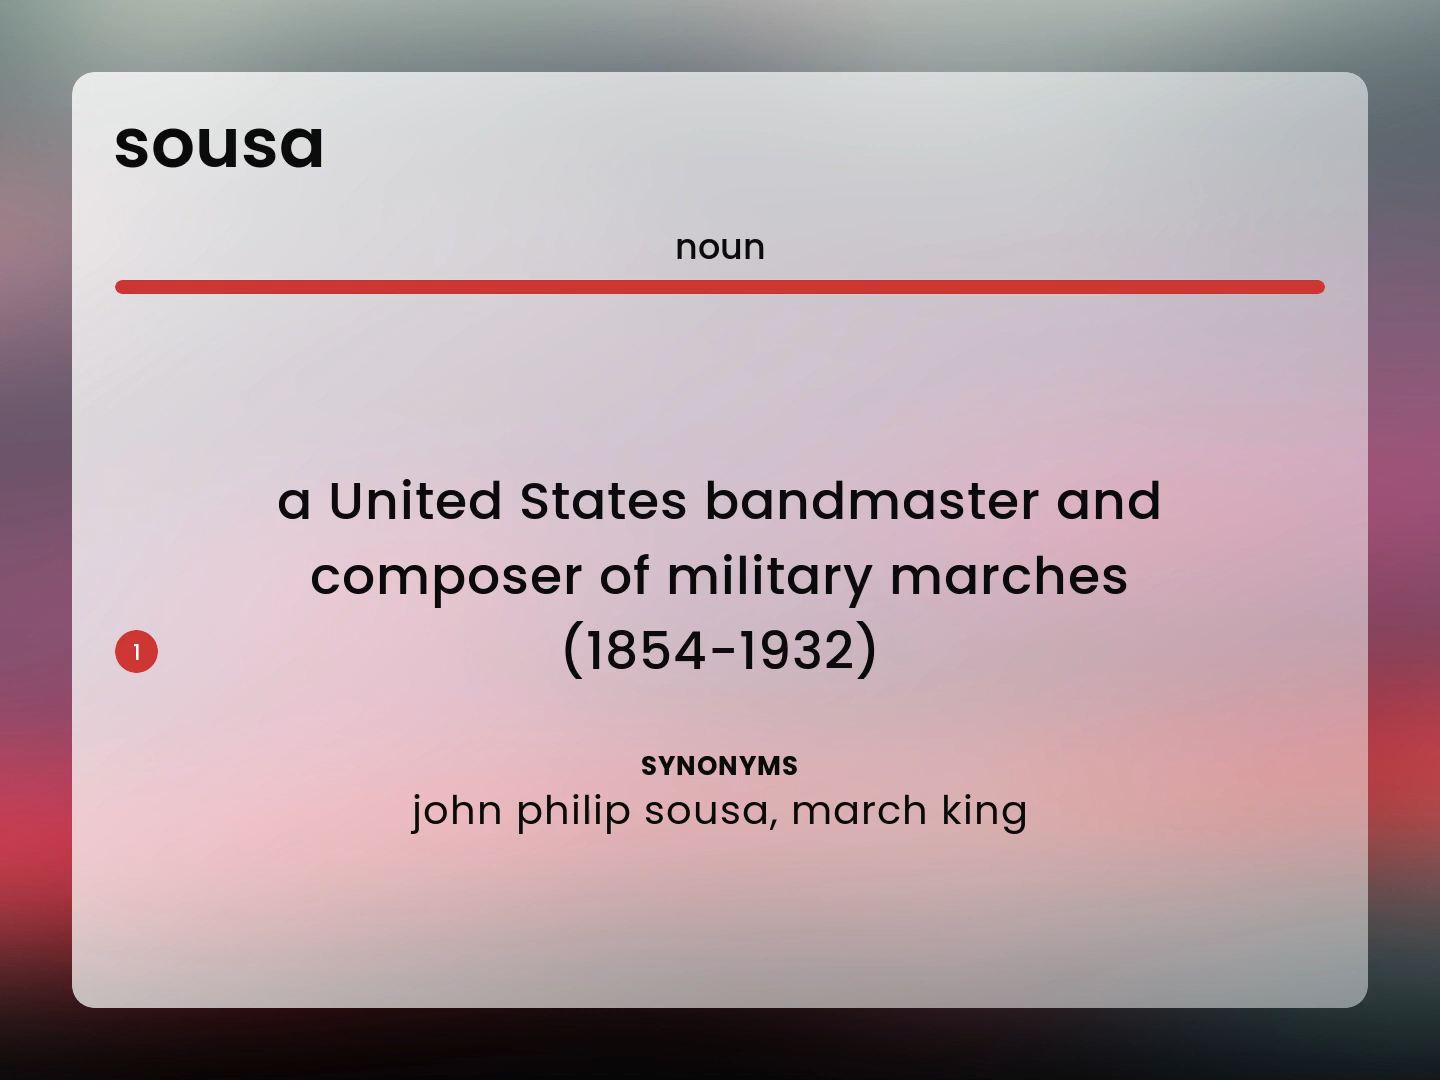 sousa
noun
a United States bandmaster and
composer of military marches
1
(1854-1932)
SYNONYMS
john philip sousa, march king